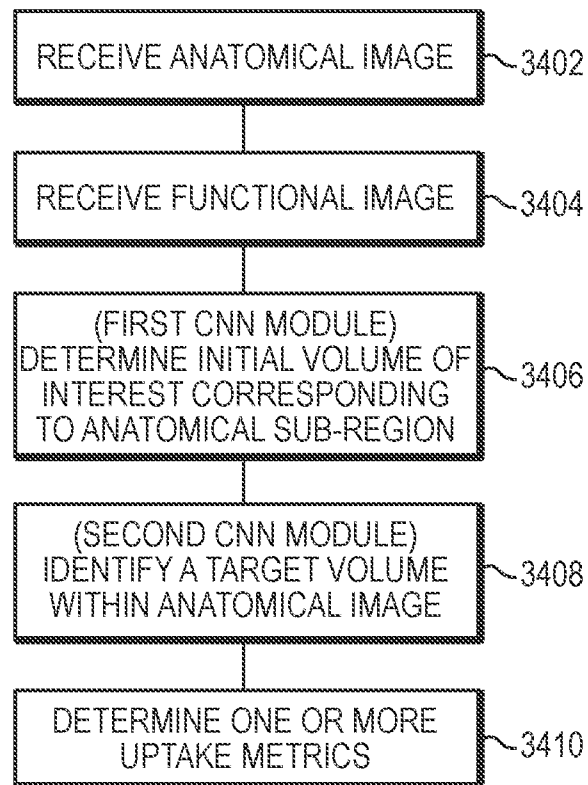 RECEIVE ANATOMICAL IMAGE
3402
RECEIVE FUNCTIONAL IMAGE
3404
(FIRST CNN MODULE)
DETERMINE INITIAL VOLUME OF
INTEREST CORRESPONDING
TO ANATOMICAL SUB-REGION
3406
(SECOND CNN MODULE)
IDENTIFY A TARGET VOLUME
WITHIN ANATOMICAL IMAGE
3408
DETERMINE ONE OR MORE
UPTAKE METRICS
3410